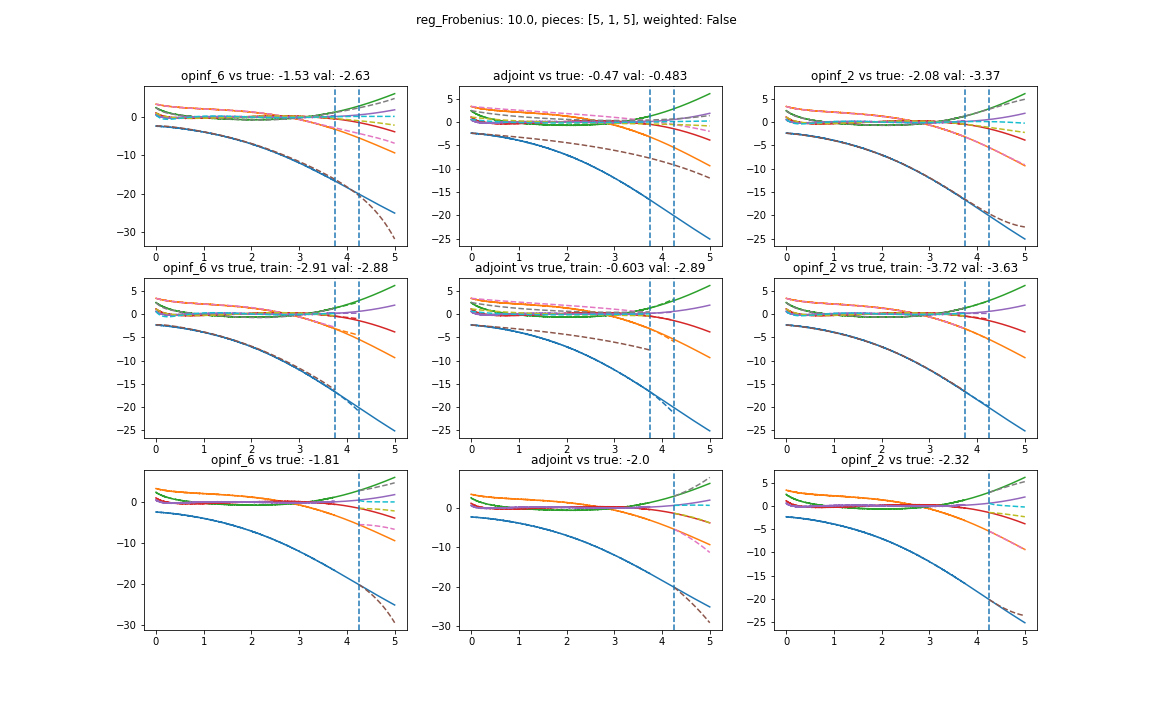 reg_Frobenius: 10.0, pieces: [5, 1, 5], weighted: False
opinf_6 vs true: -1.53 val: -2.63
adjoint vs true: -0.47 val: -0.483
opinf_2 vs true: -2.08 val: -3.37
0
−10
−20
−30
0 1 2 3 4 5
5
0
−5
−10
−15
−20
−25
0 1 2 3 4 5
5
0
−5
−10
−15
−20
−25
0 1 2 3 4 5
opinf_6 vs true, train: -2.91 val: -2.88
adjoint vs true, train: -0.603 val: -2.89
opinf_2 vs true, train: -3.72 val: -3.63
5
0
−5
−10
−15
−20
−25
0 1 2 3 4 5
5
0
−5
−10
−15
−20
−25
0 1 2 3 4 5
5
0
−5
−10
−15
−20
−25
0 1 2 3 4 5
opinf_6 vs true: -1.81
adjoint vs true: -2.0
opinf_2 vs true: -2.32
0
−10
−20
−30
0 1 2 3 4 5
0
−10
−20
−30
0 1 2 3 4 5
5
0
−5
−10
−15
−20
−25
0 1 2 3 4 5